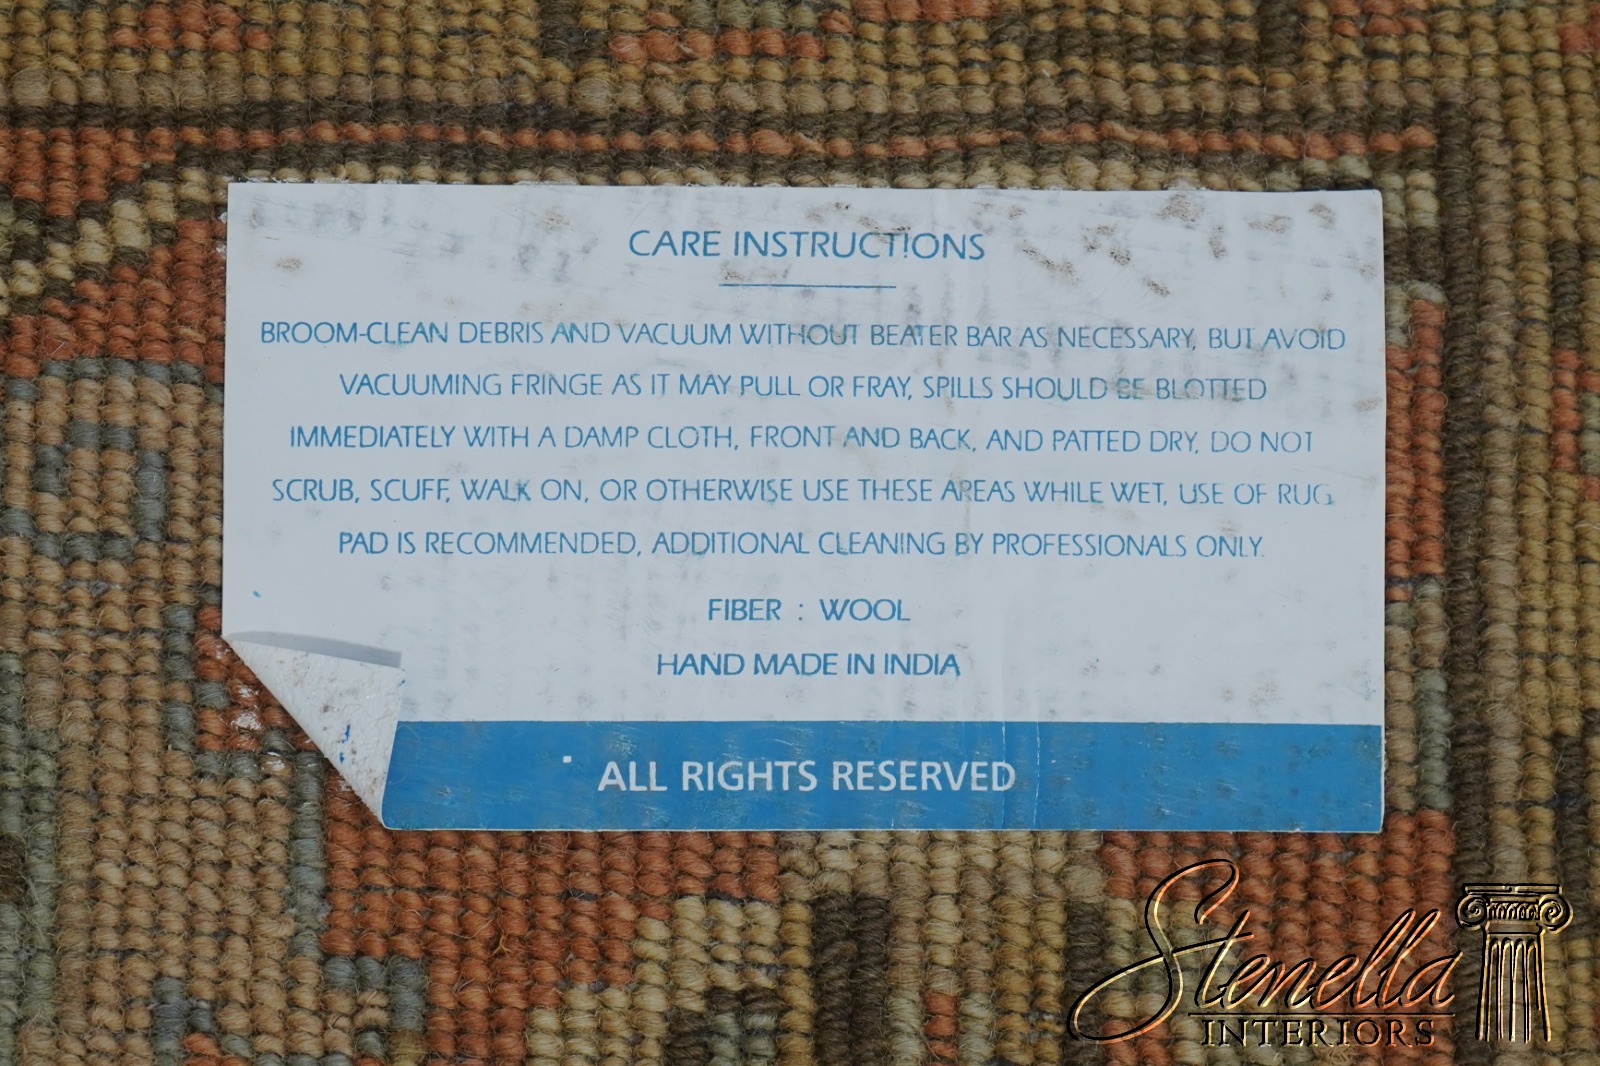 CARE INSTRUCTIONS
BROOM-CLEAN DEBRIS AND VACUUM WITHOUT BEATER BAR AS NECESSARY, BUT AVOID
VACUUMING FRINGE AS IT MAY PULL OR FRAY, SPILLS SHOULD BE BLOTTED
IMMEDIATELY WITH A DAMP CLOTH, FRONT AND BACK, AND PATTED DRY, DO NOT
SCRUB, SCUFF, WALK ON, OR OTHERWISE USE THESE AREAS WHILE WET, USE OF RUG
PAD IS RECOMMENDED, ADDITIONAL CLEANING BY PROFESSIONALS ONLY.
FIBER : WOOL
HAND MADE IN INDIA
ALL RIGHTS RESERVED
Stenella
INTERIORS